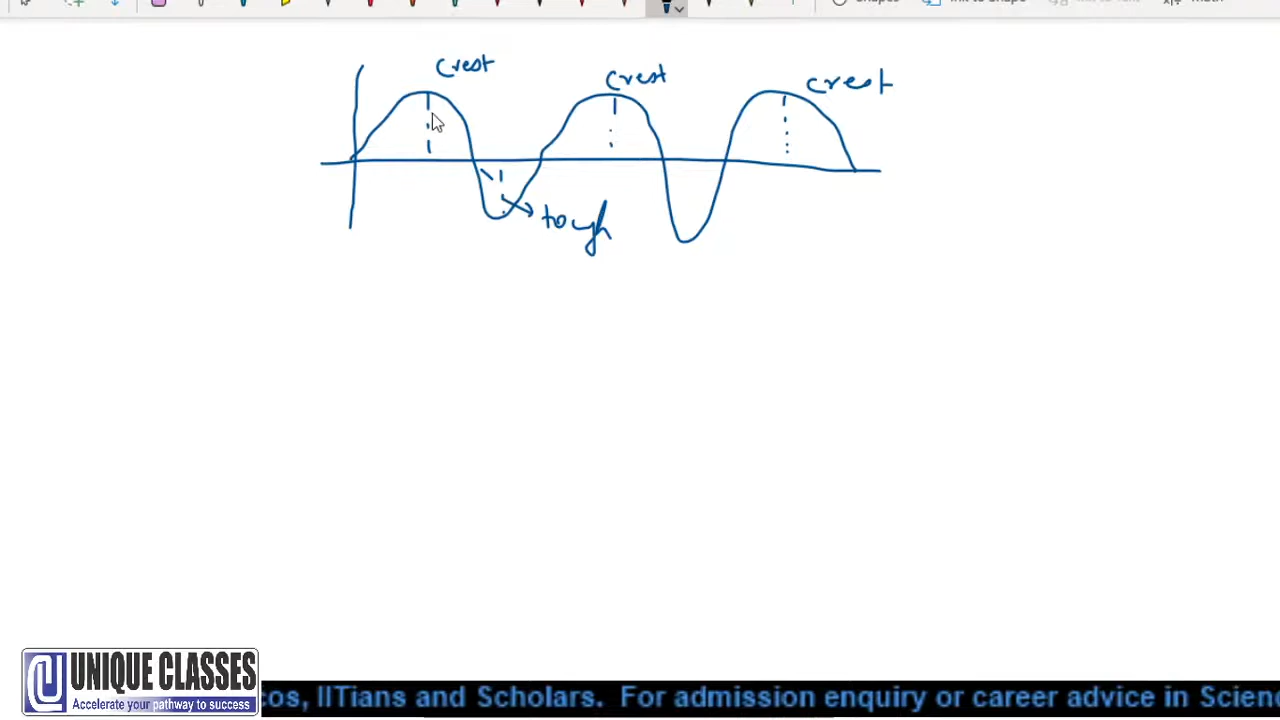 Crest
Crest
Crest
tough
UNIQUE CLASSES
Accelerate your pathway to success
cos, IITians and Scholars. For admission enquiry or career advice in Scien